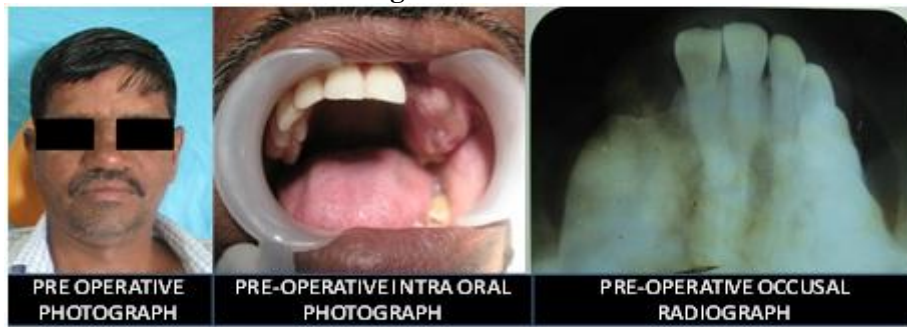 PRE OPERATIVE
PHOTOGRAPH
PRE-OPERATIVE INTRA ORAL
PHOTOGRAPH
PRE-OPERATIVE OCCUSAL
RADIOGRAPH